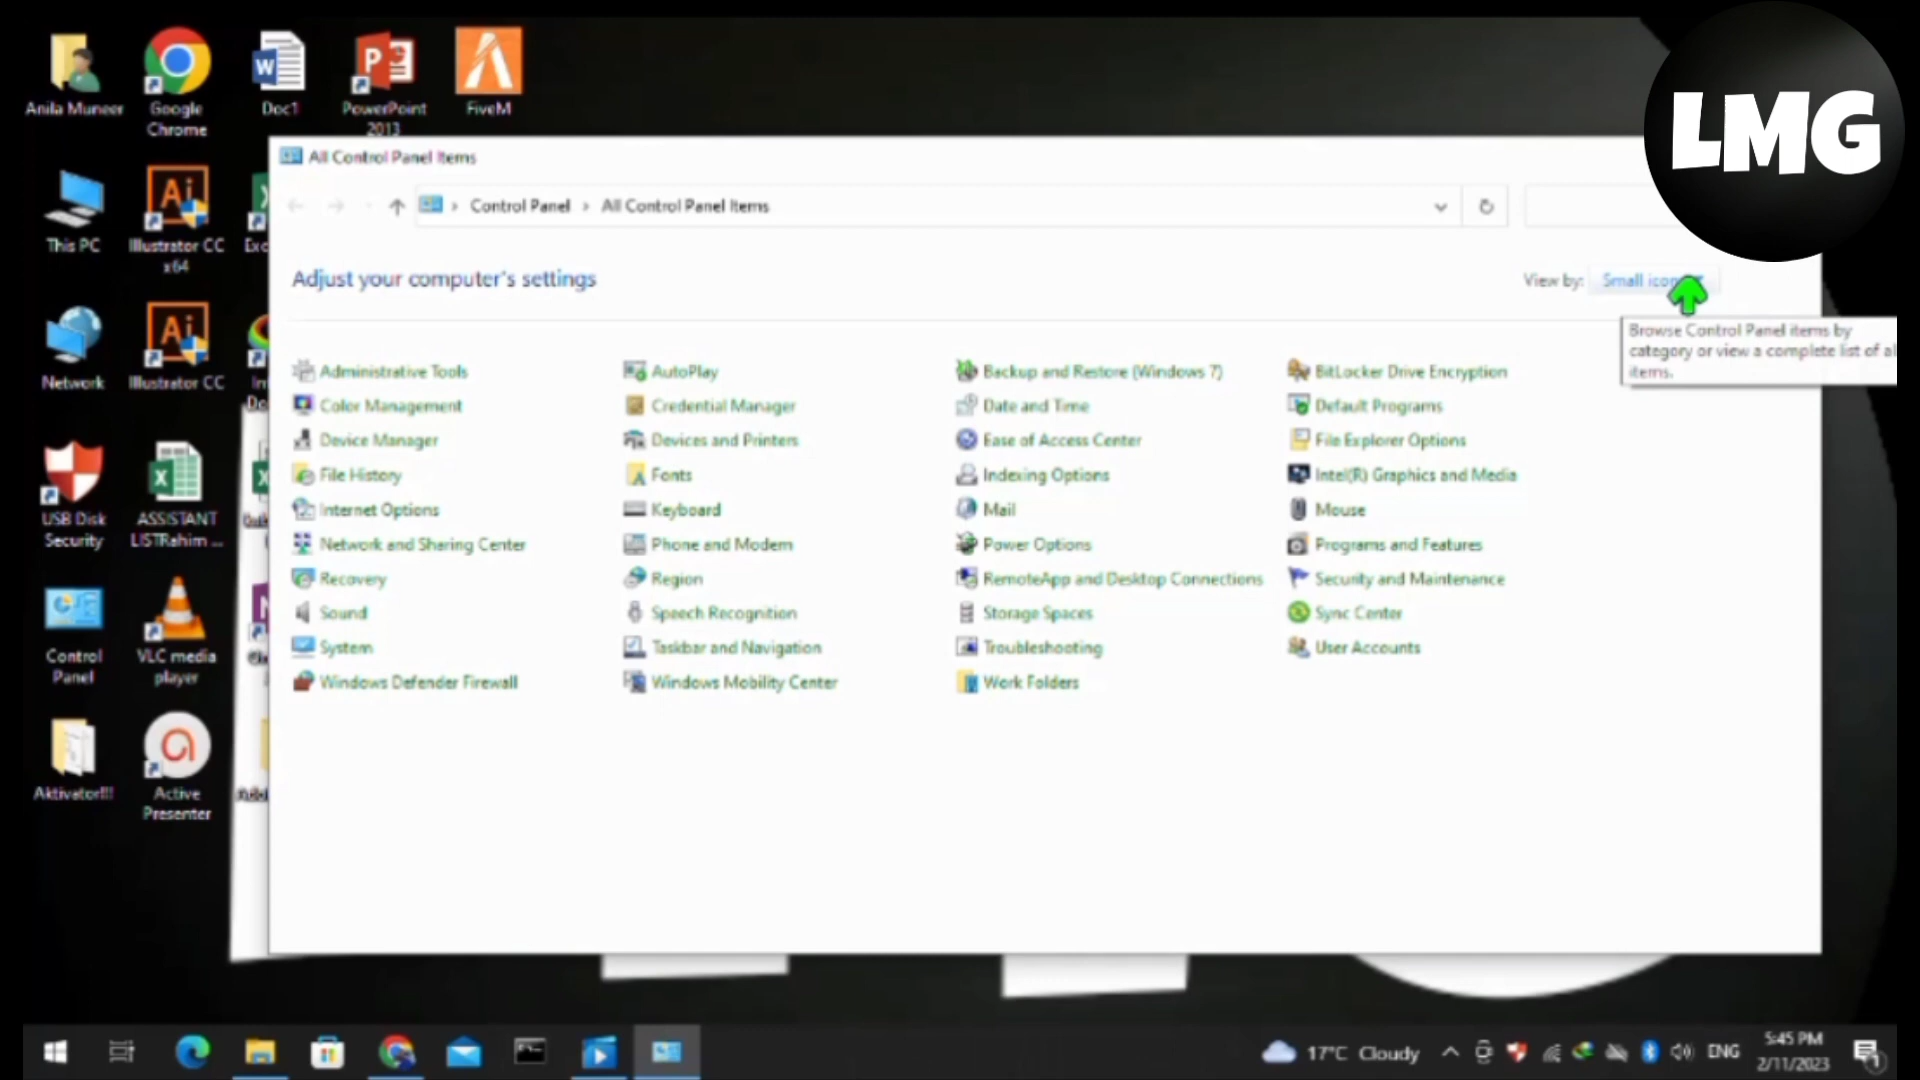 Anila Muneer
Google
Chrome
Doc1
PowerPoint
2013
FiveM
LMG
All Control Panel Items
Control Panel › All Control Panel Items
Adjust your computer's settings
View by: Small icons
Browse Control Panel items by
category or view a complete list of
items.
This PC
Illustrator CC
x64
Network
Illustrator CC
USB Disk
Security
ASSISTANT
LISTRahim ...
Control
Panel
VLC media
player
Aktivator!!!
Active
Presenter
Administrative Tools
AutoPlay
Backup and Restore (Windows 7)
BitLocker Drive Encryption
Color Management
Credential Manager
Date and Time
Default Programs
Device Manager
Devices and Printers
Ease of Access Center
File Explorer Options
File History
Fonts
Indexing Options
Intel(R) Graphics and Media
Internet Options
Keyboard
Mail
Mouse
Network and Sharing Center
Phone and Modem
Power Options
Programs and Features
Recovery
Region
RemoteApp and Desktop Connections
Security and Maintenance
Sound
Speech Recognition
Storage Spaces
Sync Center
System
Taskbar and Navigation
Troubleshooting
User Accounts
Windows Defender Firewall
Windows Mobility Center
Work Folders
17°C Cloudy
ENG
5:45 PM
2/11/2023
1